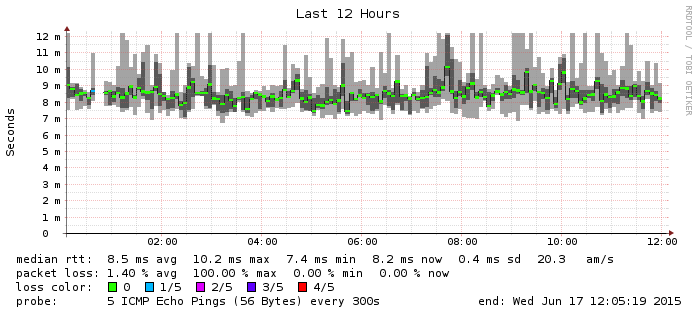 Last 12 Hours
RRDTOOL / TOBI OETIKER
Seconds
12 m
11 m
10 m
9 m
8 m
7 m
6 m
5 m
4 m
3 m
2 m
1 m
0
02:00 04:00 06:00 08:00 10:00 12:00
median rtt: 8.5 ms avg 10.2 ms max 7.4 ms min 8.2 ms now 0.4 ms sd 20.3 am/s
packet loss: 1.40 % avg 100.00 % max 0.00 % min 0.00 % now
loss color: 0 1/5 2/5 3/5 4/5
probe: 5 ICMP Echo Pings (56 Bytes) every 300s end: Wed Jun 17 12:05:19 2015